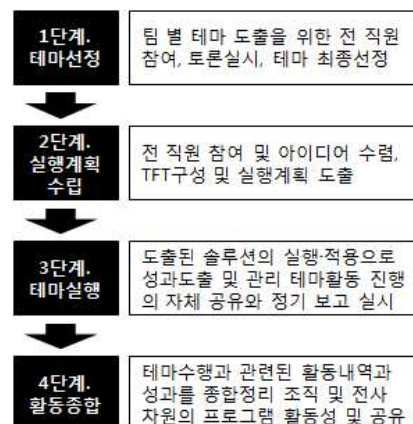 1단계.
테마선정
팀 별 테마 도출을 위한 전 직원
참여, 토론실시, 테마 최종선정
2단계.
실행계획
수립
전 직원 참여 및 아이디어 수렴,
TFT구성 및 실행계획 도출
3단계.
테마실행
도출된 솔루션의 실행·적용으로
성과도출 및 관리 테마활동 진행
의 자체 공유와 정기 보고 실시
4단계.
활동종합
테마수행과 관련된 활동내역과
성과를 종합정리 조직 및 전사
차원의 프로그램 활동성 및 공유